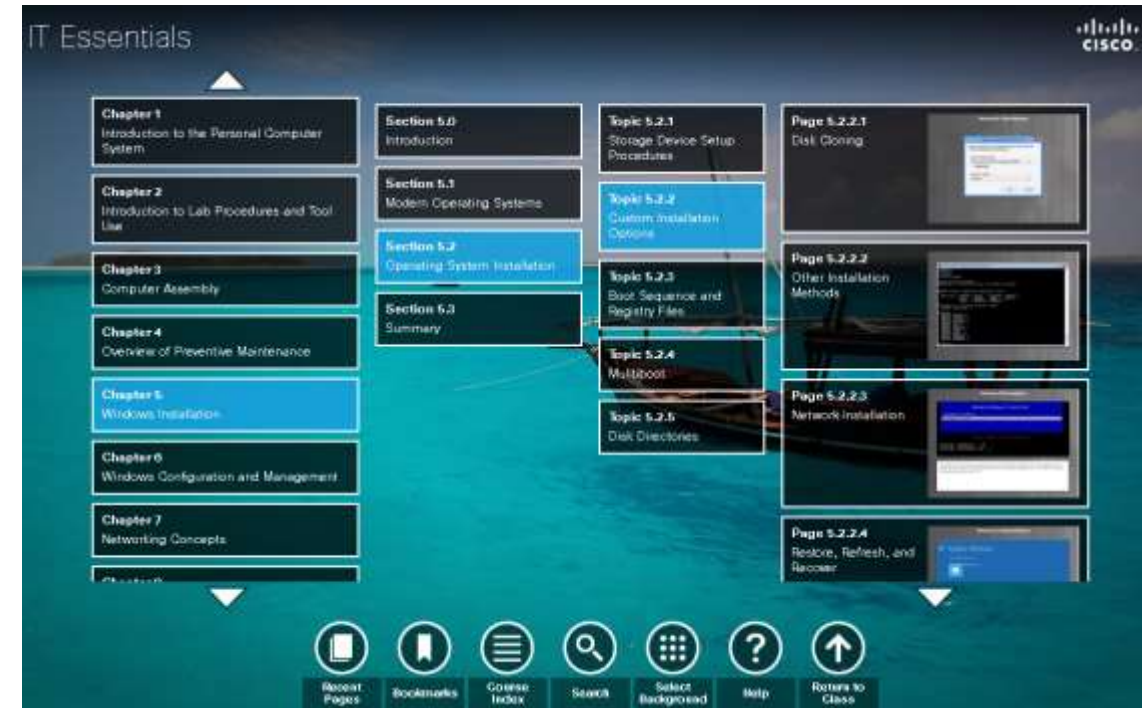 IT Essentials
CISCO
Chapter 1
Introduction to the Personal Computer
System
Chapter 2
Introduction to Lab Procedures and Tool
Use
Chapter 3
Computer Assembly
Chapter 4
Overview of Preventive Maintenance
Chapter 5
Windows Installation
Chapter 6
Windows Configuration and Management
Chapter 7
Networking Concepts
Section 5.0
Introduction
Section 5.1
Modern Operating Systems
Section 5.2
Operating System Installation
Section 5.3
Summary
Topic 5.2.1
Storage Device Setup
Procedures
Topic 5.2.2
Custom Installation
Options
Topic 5.2.3
Boot Sequence and
Registry Files
Topic 5.2.4
Multiboot
Topic 5.2.5
Disk Directories
Page 5.2.2.1
Disk Cloning
Page 5.2.2.2
Other Installation
Methods
Page 5.2.2.3
Network Installation
Page 5.2.2.4
Restore, Refresh, and
Recover
Recent
Pages
Bookmarks
Course
Index
Search
Select
Background
Help
Return to
Class